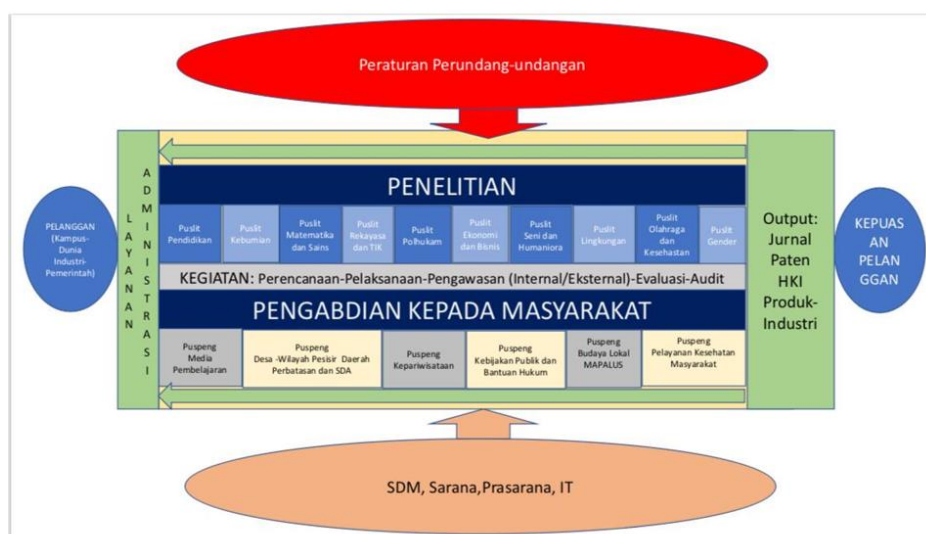 Peraturan Perundang-undangan
PELANGGAN
(Kampus-
Dunia
Industri-
Pemerintah)
LAYANAN
ADMINISTRASI
PENELITIAN
Puslit
Pendidikan
Puslit
Kebumian
Puslit
Matematika
dan Sains
Puslit
Rekayasa
dan TIK
Puslit
Polhukam
Puslit
Ekonomi
dan Bisnis
Puslit
Seni dan
Humaniora
Puslit
Lingkungan
Puslit
Olahraga
dan
Kesehatan
Puslit
Gender
KEGIATAN: Perencanaan-Pelaksanaan-Pengawasan (Internal/Eksternal)-Evaluasi-Audit
PENGABDIAN KEPADA MASYARAKAT
Puspeng
Media
Pembelajaran
Puspeng
Desa -Wilayah Pesisir Daerah
Perbatasan dan SDA
Puspeng
Kepariwisataan
Puspeng
Kebijakan Publik dan
Bantuan Hukum
Puspeng
Budaya Lokal
MAPALUS
Puspeng
Pelayanan Kesehatan
Masyarakat
Output:
Jurnal
Paten
HKI
Produk-
Industri
KEPUAS
AN
PELAN
GGAN
SDM, Sarana,Prasarana, IT